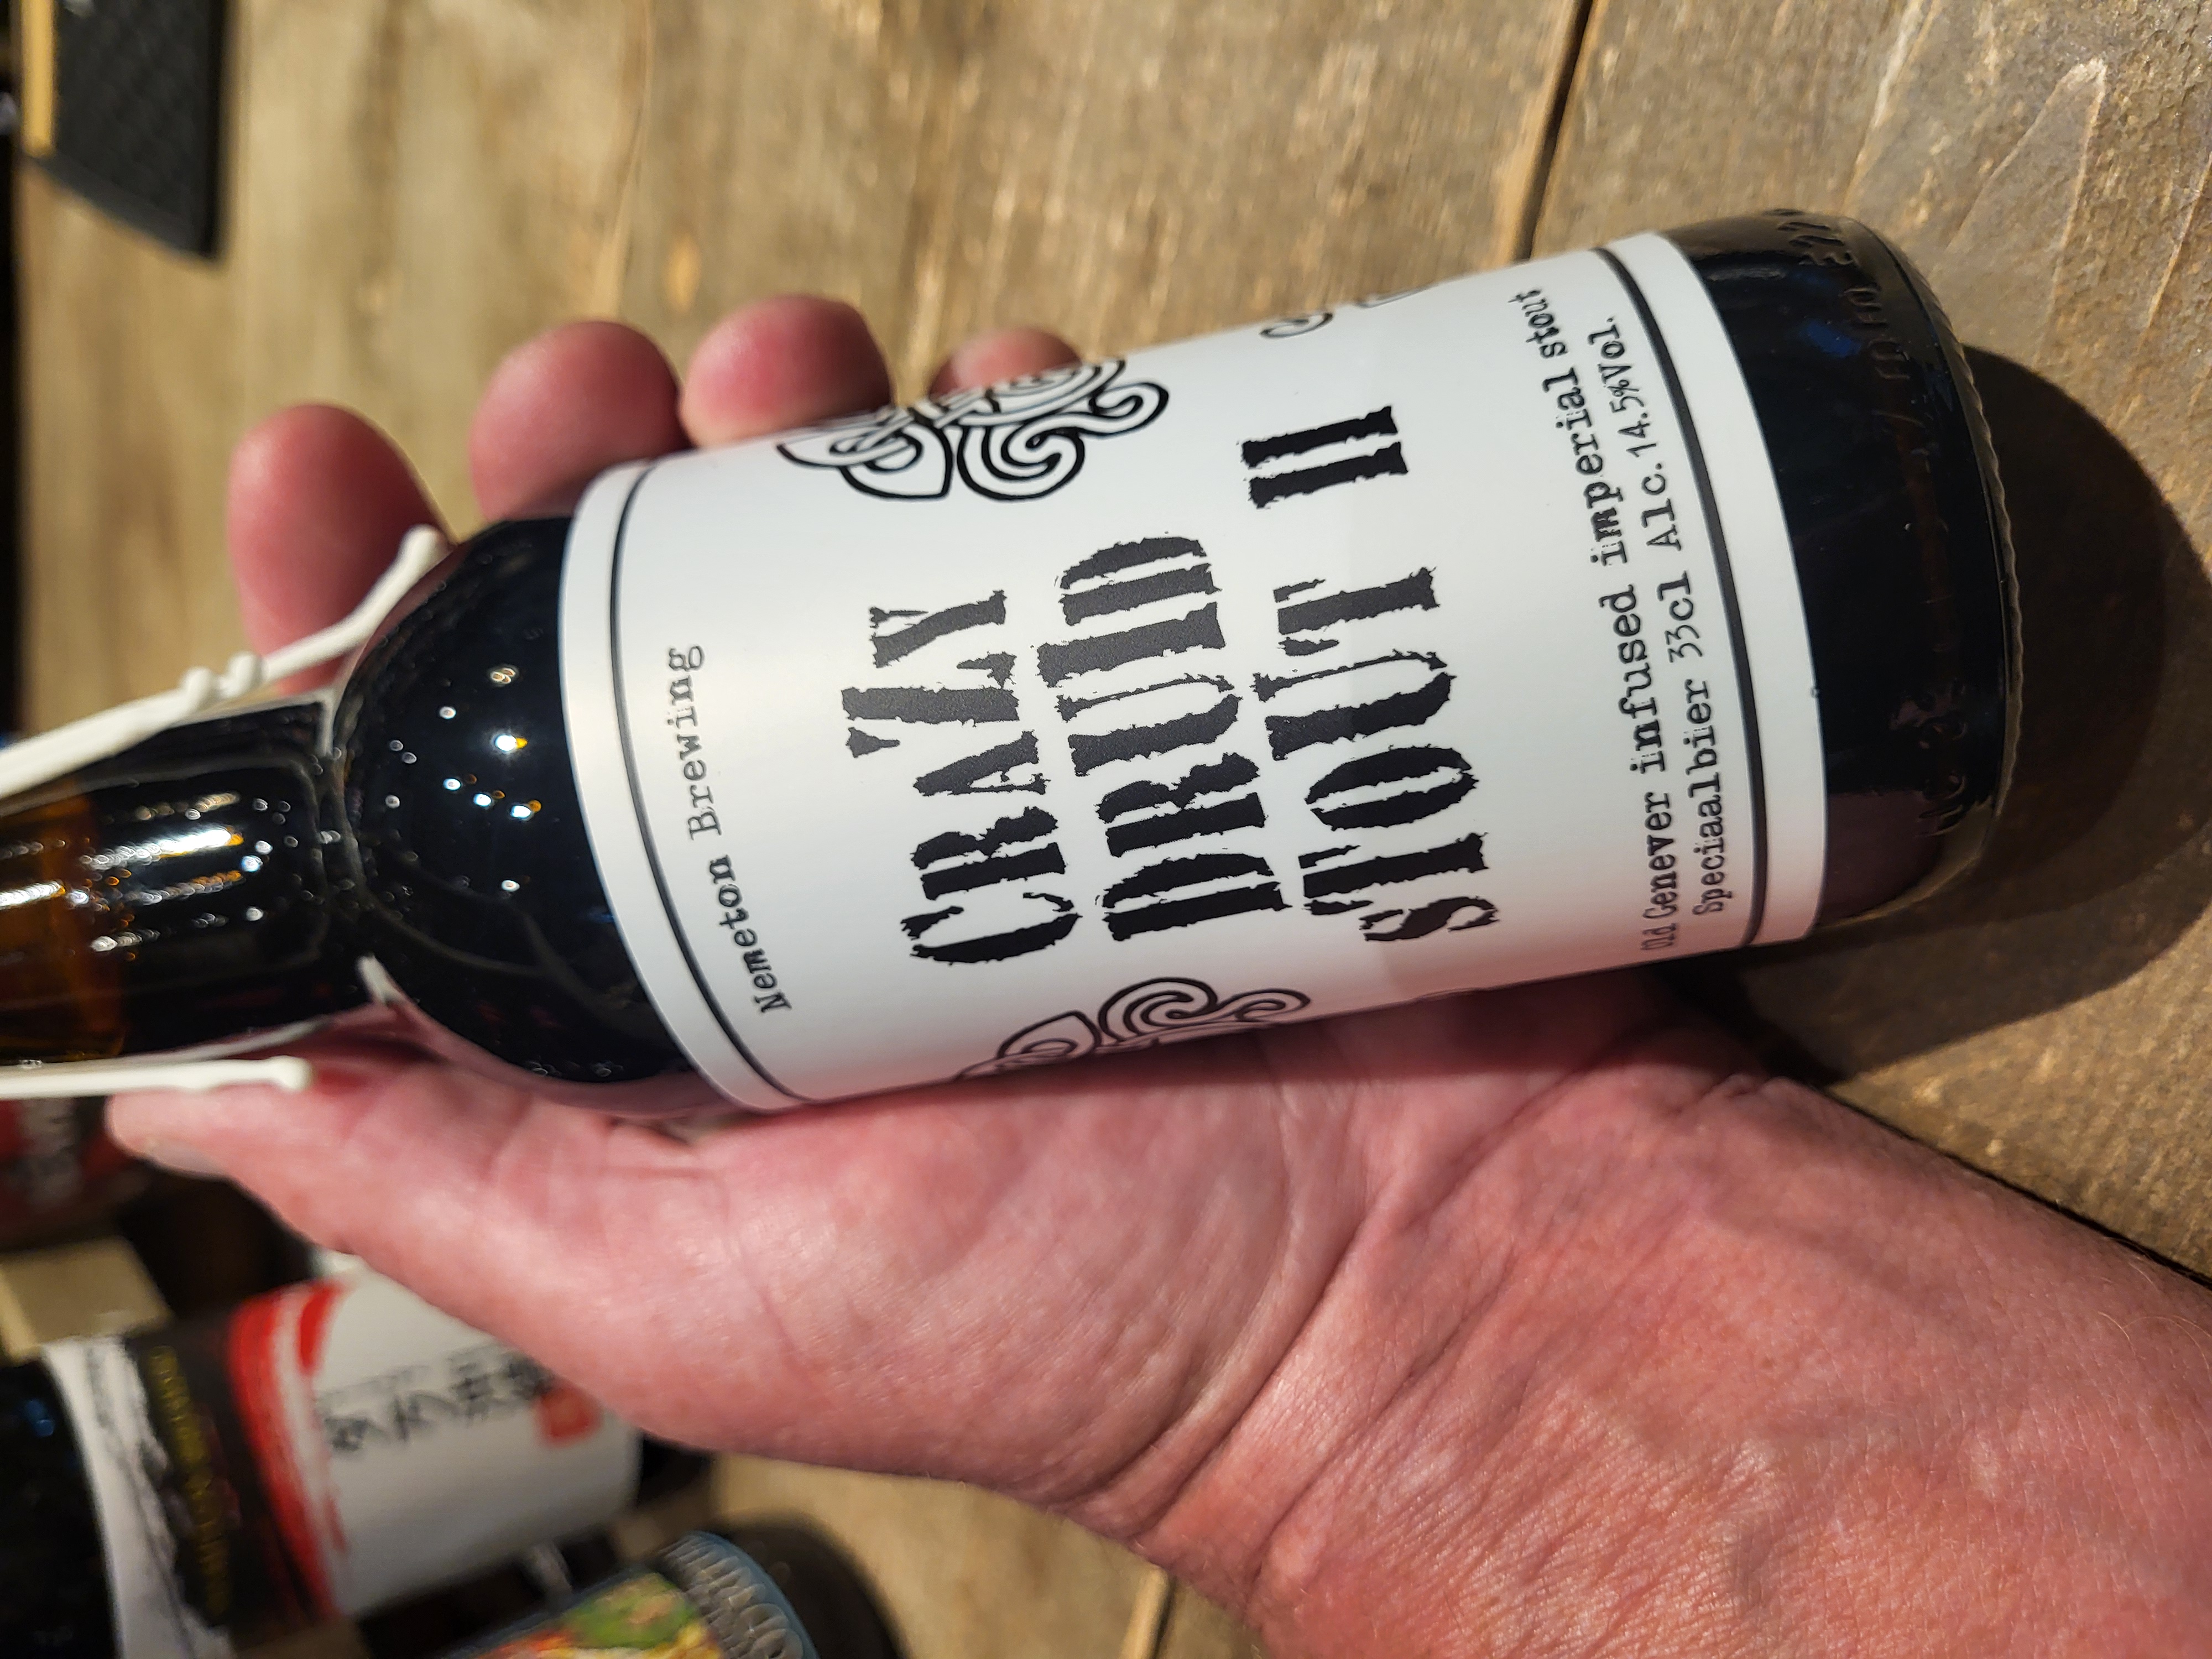 Nemeton Brewing
CRAZY
DRUID
STOUT II
Old Genever infused imperial stout
Speciaalbier 33cl Alc.14.5%Vol.